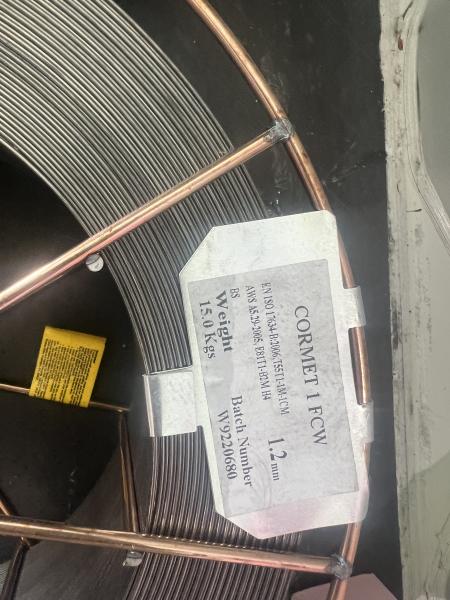 CORMET 1 FCW
1.2 mm
EN ISO 17634-B:2006, T55T1-1M-1CM
AWS A5.29-2005, E81T1-B2M H4
BS
Weight
15.0 Kgs
Batch Number
W9220680